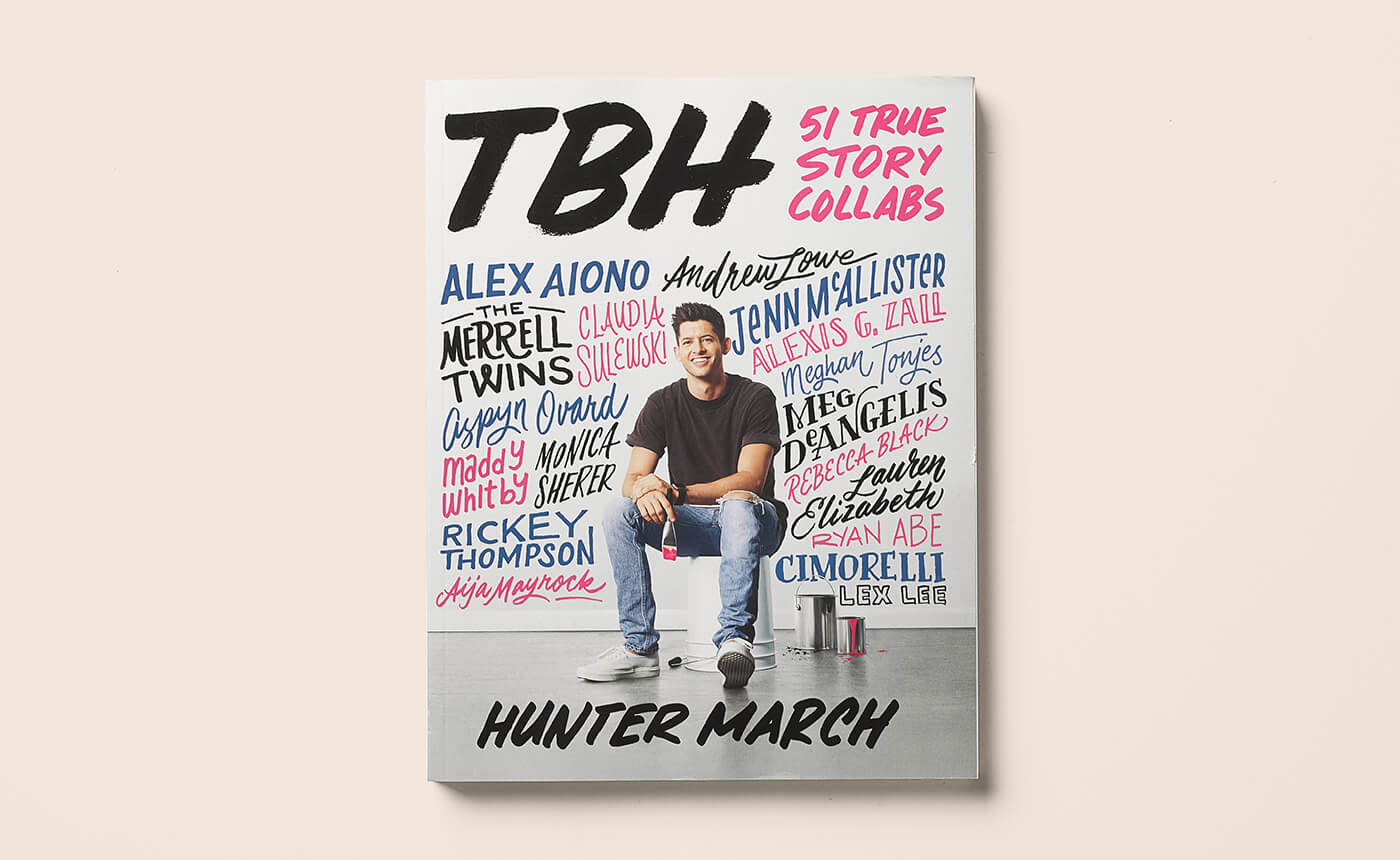 TBH
51 TRUE
STORY
COLLABS
ALEX AIONO
Andrew Lowe
THE
MERRELL
TWINS
CLAUDIA
SULEWSKI
JENN McALLISTER
ALEXIS G. ZALL
Meghan Tonjes
Aspyn Ovard
MEG
DeANGELIS
maddy
whitby
MONICA
SHERER
REBECCA BLACK
Lauren
Elizabeth
RICKEY
THOMPSON
RYAN ABE
Aija Mayrock
CIMORELLI
LEX LEE
HUNTER MARCH